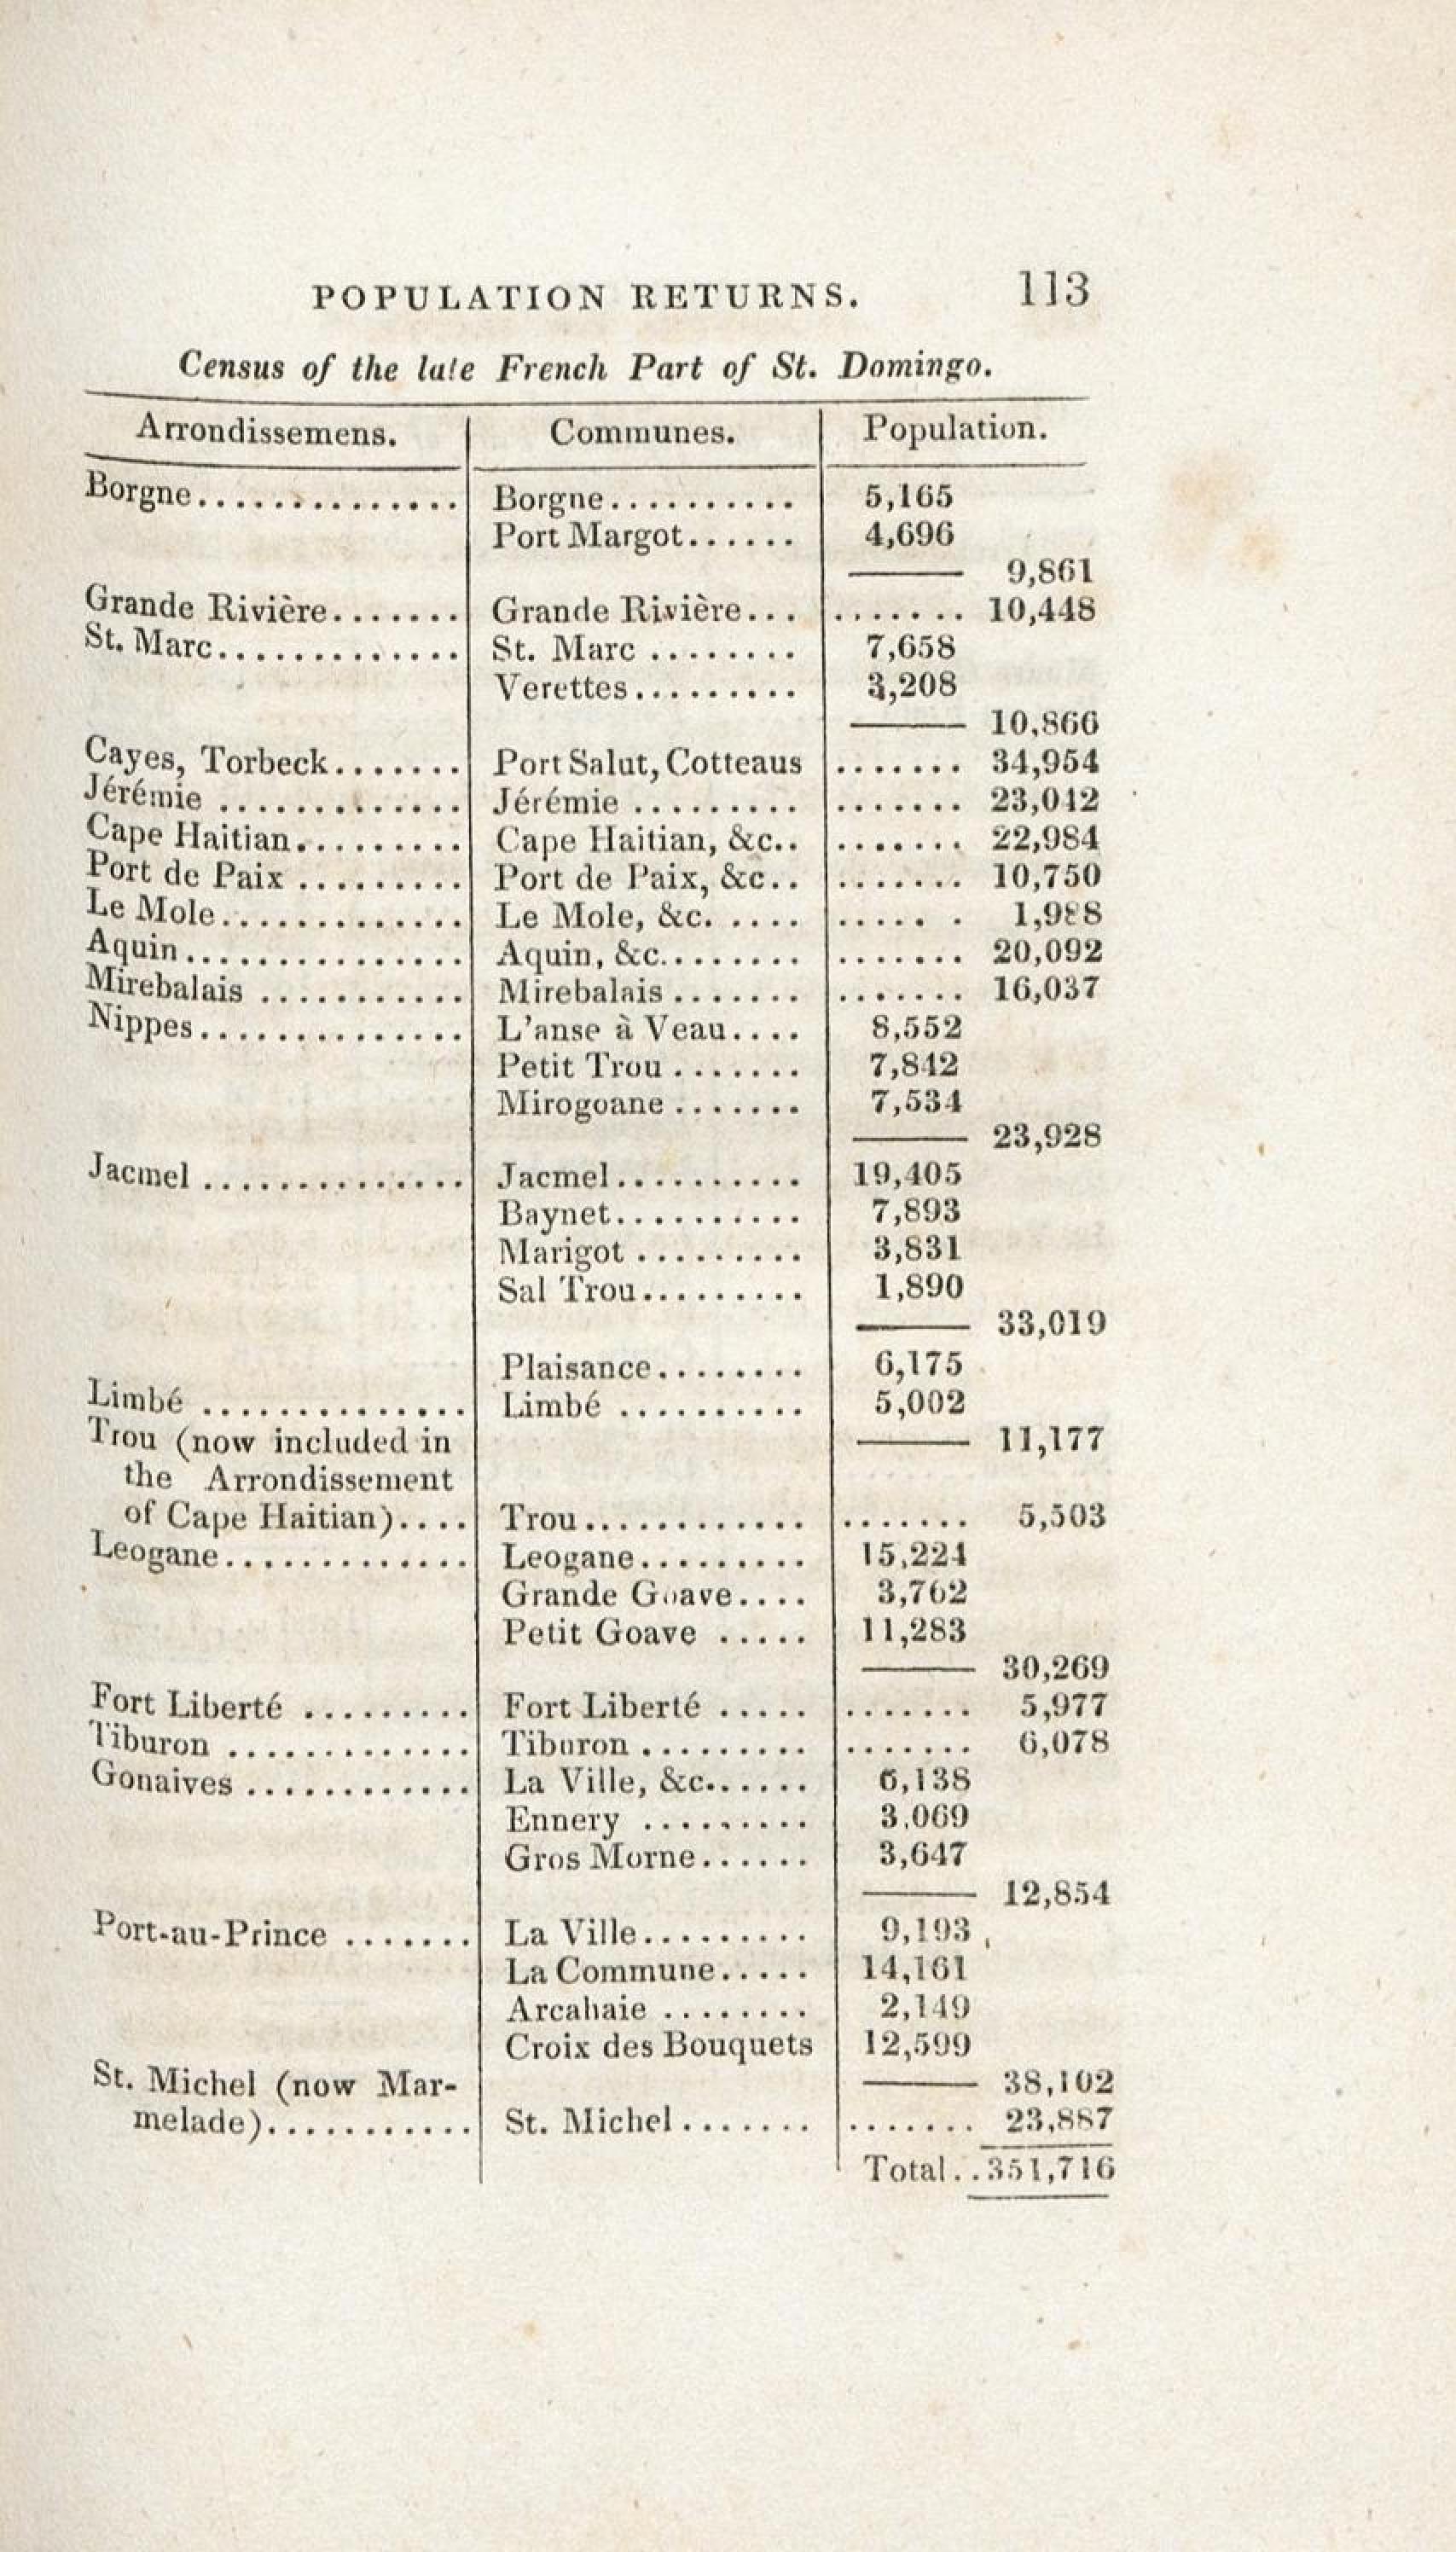 POPULATION RETURNS. 113
Census of the late French Part of St. Domingo.
Arrondissemens. Communes. Population.
Borgne.............. Borgne.......... 5,165
Port Margot...... 4,696
9,861
Grande Rivière....... Grande Rivière... ....... 10,448
St. Marc............. St. Marc ........ 7,658
Verettes......... 3,208
10,866
Cayes, Torbeck....... Port Salut, Cotteaus ....... 34,954
Jérémie ............. Jérémie ......... ....... 23,042
Cape Haitian......... Cape Haitian, &c.. ....... 22,984
Port de Paix ......... Port de Paix, &c.. ....... 10,750
Le Mole............. Le Mole, &c. .... ..... . 1,988
Aquin............... Aquin, &c........ ....... 20,092
Mirebalais ........... Mirebalais ....... ....... 16,037
Nippes.............. L'anse à Veau.... 8,552
Petit Trou ....... 7,842
Mirogoane ....... 7,534
23,928
Jacmel .............. Jacmel.......... 19,405
Baynet.......... 7,893
Marigot ......... 3,831
Sal Trou......... 1,890
33,019
Plaisance........ 6,175
Limbé .............. Limbé .......... 5,002
Trou (now included in 11,177
the Arrondissement
of Cape Haitian).... Trou............ ....... 5,503
Leogane............. Leogane......... 15,224
Grande Goave.... 3,762
Petit Goave ..... 11,283
30,269
Fort Liberté ......... Fort Liberté ..... ....... 5,977
Tiburon ............. Tiburon ......... ....... 6,078
Gonaives ............ La Ville, &c...... 6,138
Ennery ......... 3.069
Gros Morne...... 3,647
12,854
Port-au-Prince ....... La Ville......... 9,193
La Commune..... 14,161
Arcahaie ........ 2,149
Croix des Bouquets 12,599
St. Michel (now Mar- 38,102
melade)........... St. Michel ....... ....... 23,887
Total..351,716